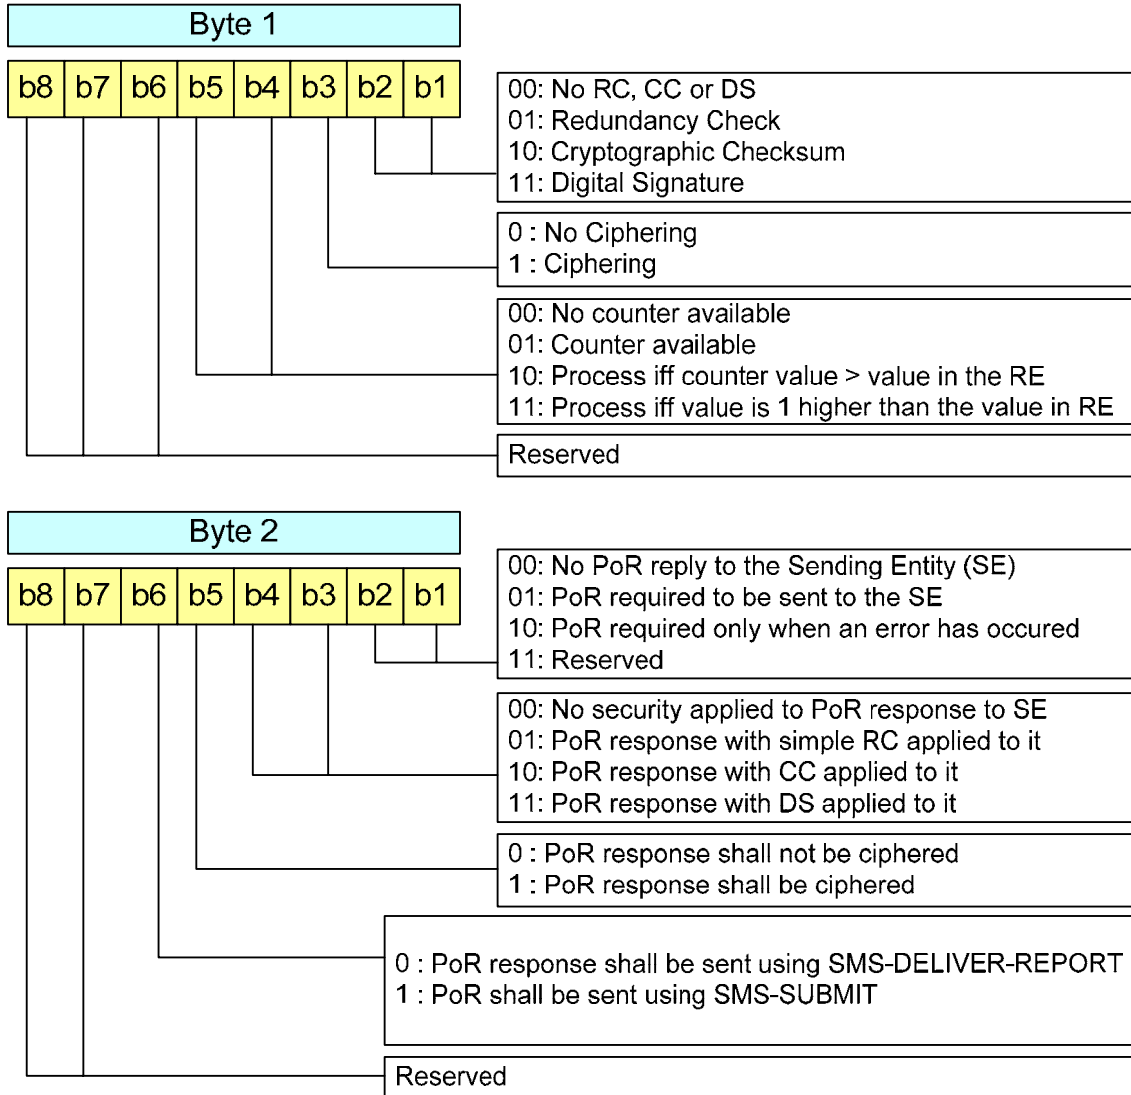 Byte 1
b8 b7 b6 b5 b4 b3 b2 b1
00: No RC, CC or DS
01: Redundancy Check
10: Cryptographic Checksum
11: Digital Signature
0 : No Ciphering
1 : Ciphering
00: No counter available
01: Counter available
10: Process iff counter value > value in the RE
11: Process iff value is 1 higher than the value in RE
Reserved
Byte 2
b8 b7 b6 b5 b4 b3 b2 b1
00: No PoR reply to the Sending Entity (SE)
01: PoR required to be sent to the SE
10: PoR required only when an error has occured
11: Reserved
00: No security applied to PoR response to SE
01: PoR response with simple RC applied to it
10: PoR response with CC applied to it
11: PoR response with DS applied to it
0 : PoR response shall not be ciphered
1 : PoR response shall be ciphered
0 : PoR response shall be sent using SMS-DELIVER-REPORT
1 : PoR shall be sent using SMS-SUBMIT
Reserved